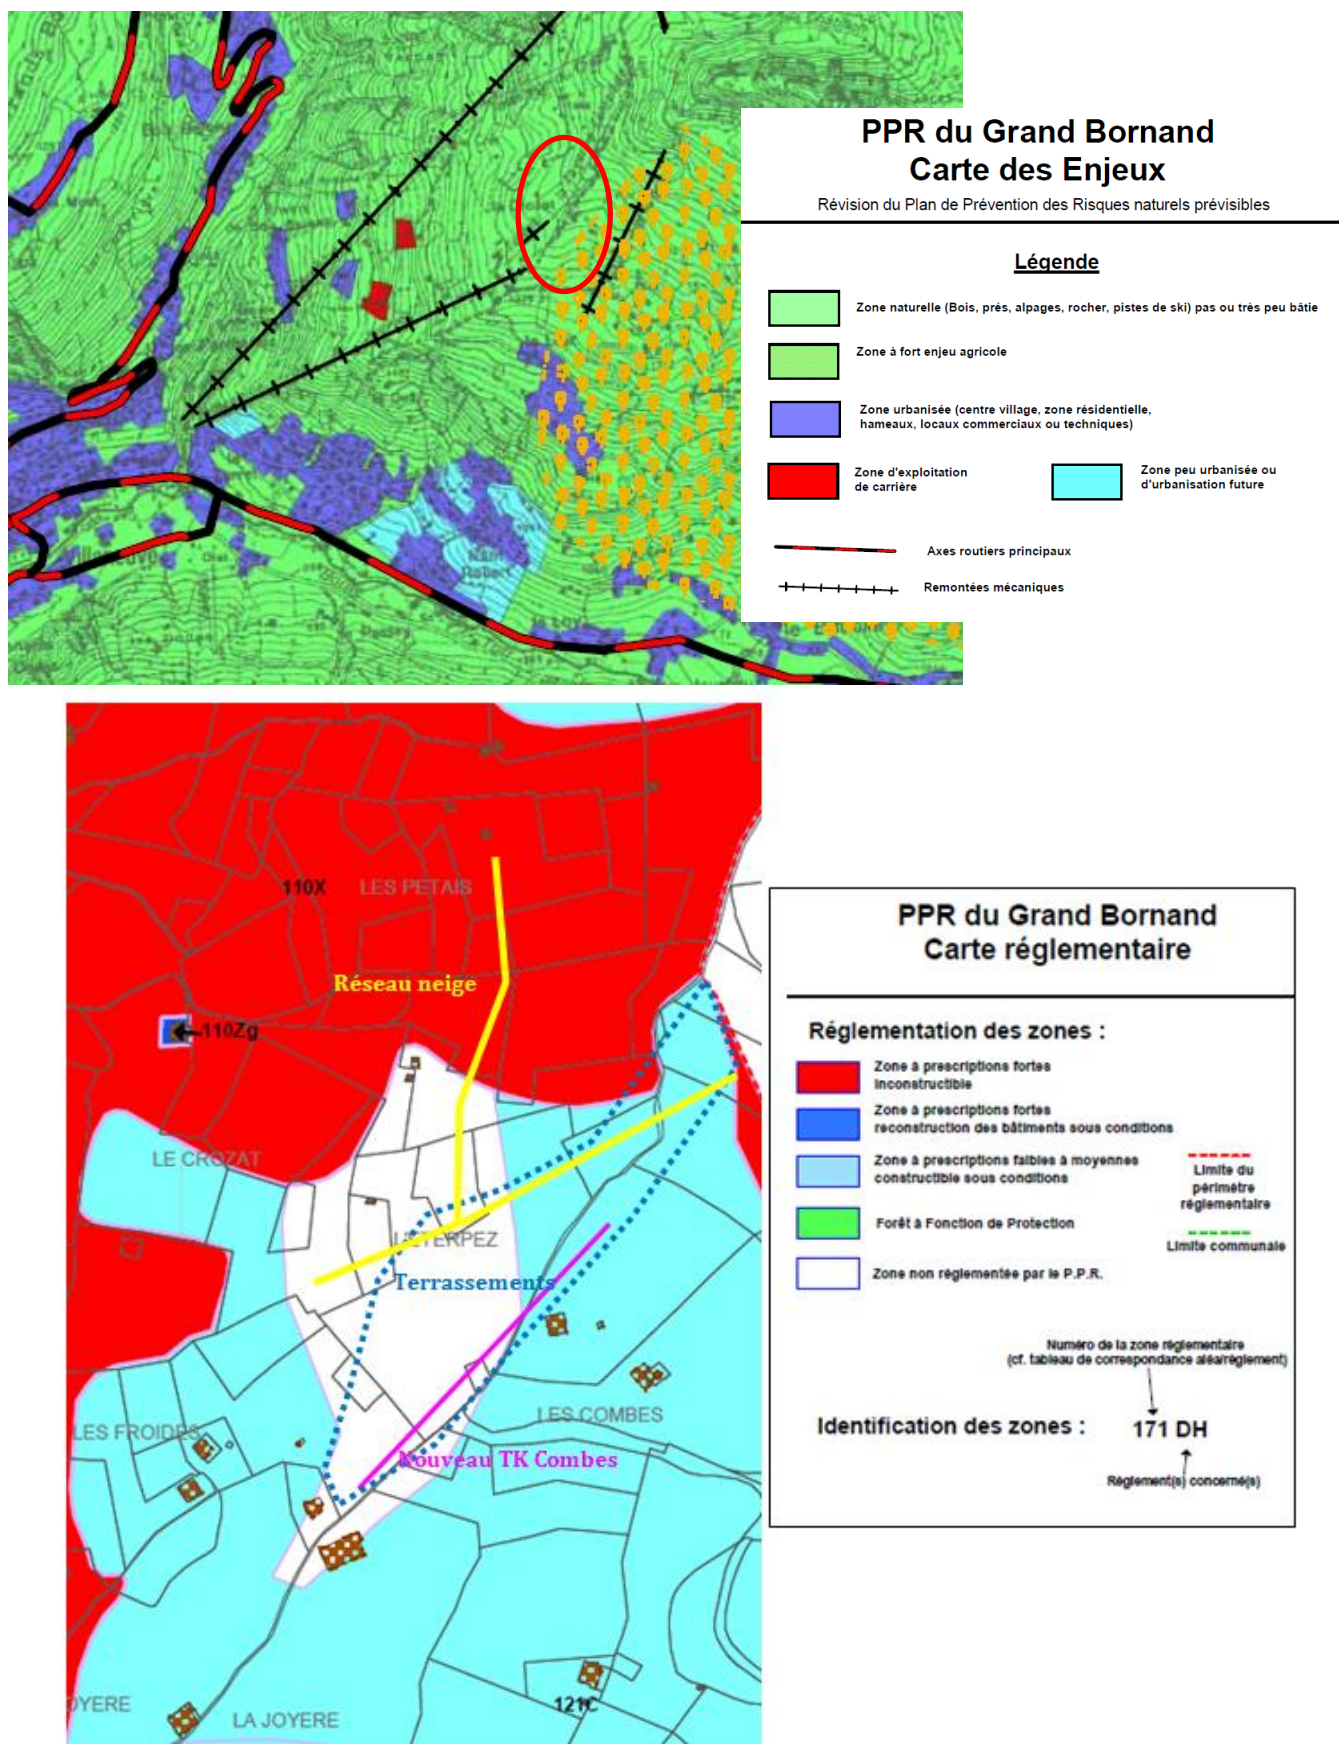 PPR du Grand Bornand
Carte des Enjeux
Révision du Plan de Prévention des Risques naturels prévisibles
Légende
Zone naturelle (Bois, prés, alpages, rocher, pistes de ski) pas ou très peu bâtie
Zone à fort enjeu agricole
Zone urbanisée (centre village, zone résidentielle,
hameaux, locaux commerciaux ou techniques)
Zone d'exploitation
de carrière
Zone peu urbanisée ou
d'urbanisation future
Axes routiers principaux
Remontées mécaniques
110X
LES PETAIS
Réseau neige
110Zg
LE CROZAT
L'ETERPEZ
Terrassements
LES COMBES
LES FROIDES
Nouveau TK Combes
121C
OYERE
LA JOYERE
PPR du Grand Bornand
Carte réglementaire
Réglementation des zones :
Zone à prescriptions fortes
Inconstructible
Zone à prescriptions fortes
reconstruction des bâtiments sous conditions
Zone à prescriptions faibles à moyennes
constructible sous conditions
Forêt à Fonction de Protection
Zone non réglementée par le P.P.R.
Limite du
périmètre
réglementaire
Limite communale
Numéro de la zone réglementaire
(cf. tableau de correspondance aléa/règlement)
Identification des zones :
171 DH
Règlement(s) concerné(s)